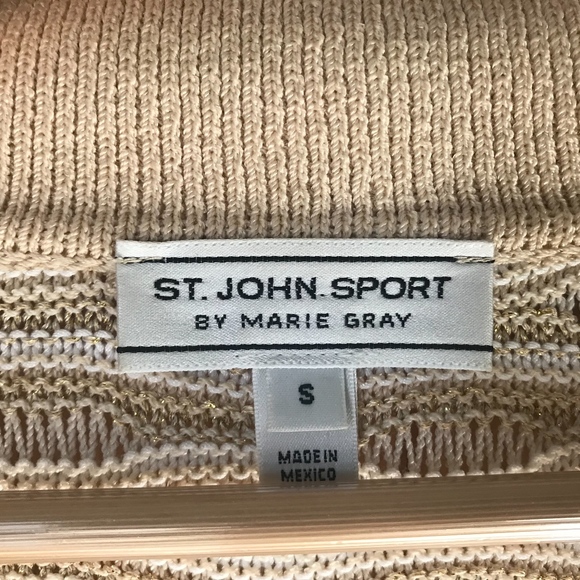 ST. JOHN SPORT
BY MARIE GRAY
S
MADE IN
MEXICO